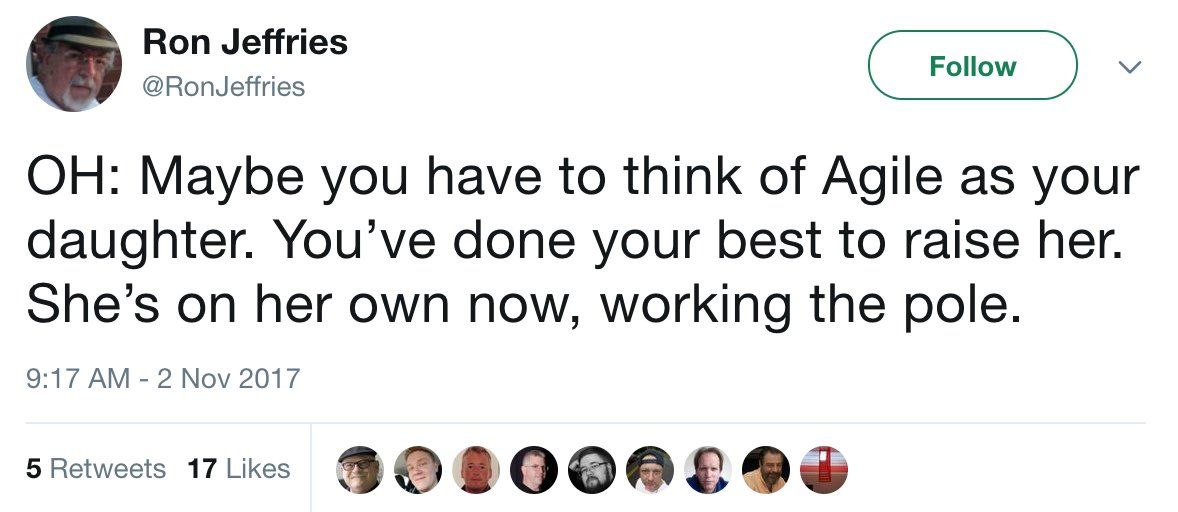 Ron Jeffries
@RonJeffries
Follow
OH: Maybe you have to think of Agile as your
daughter. You’ve done your best to raise her.
She’s on her own now, working the pole.
9:17 AM - 2 Nov 2017
5 Retweets 17 Likes